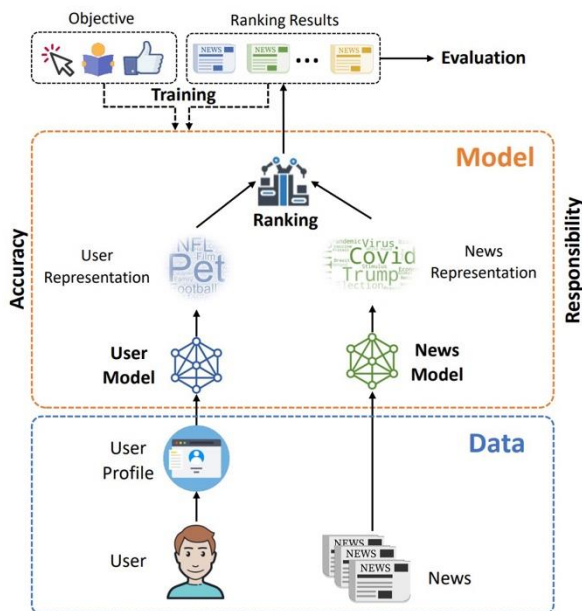 Objective
Ranking Results
NEWS
NEWS
NEWS
Evaluation
Training
Model
Ranking
Accuracy
Responsibility
User
Representation
NFL
Film
Pet
Football
Virus
Covid
Trump
News
Representation
User
Model
News
Model
Data
User
Profile
User
NEWS
NEWS
NEWS
News